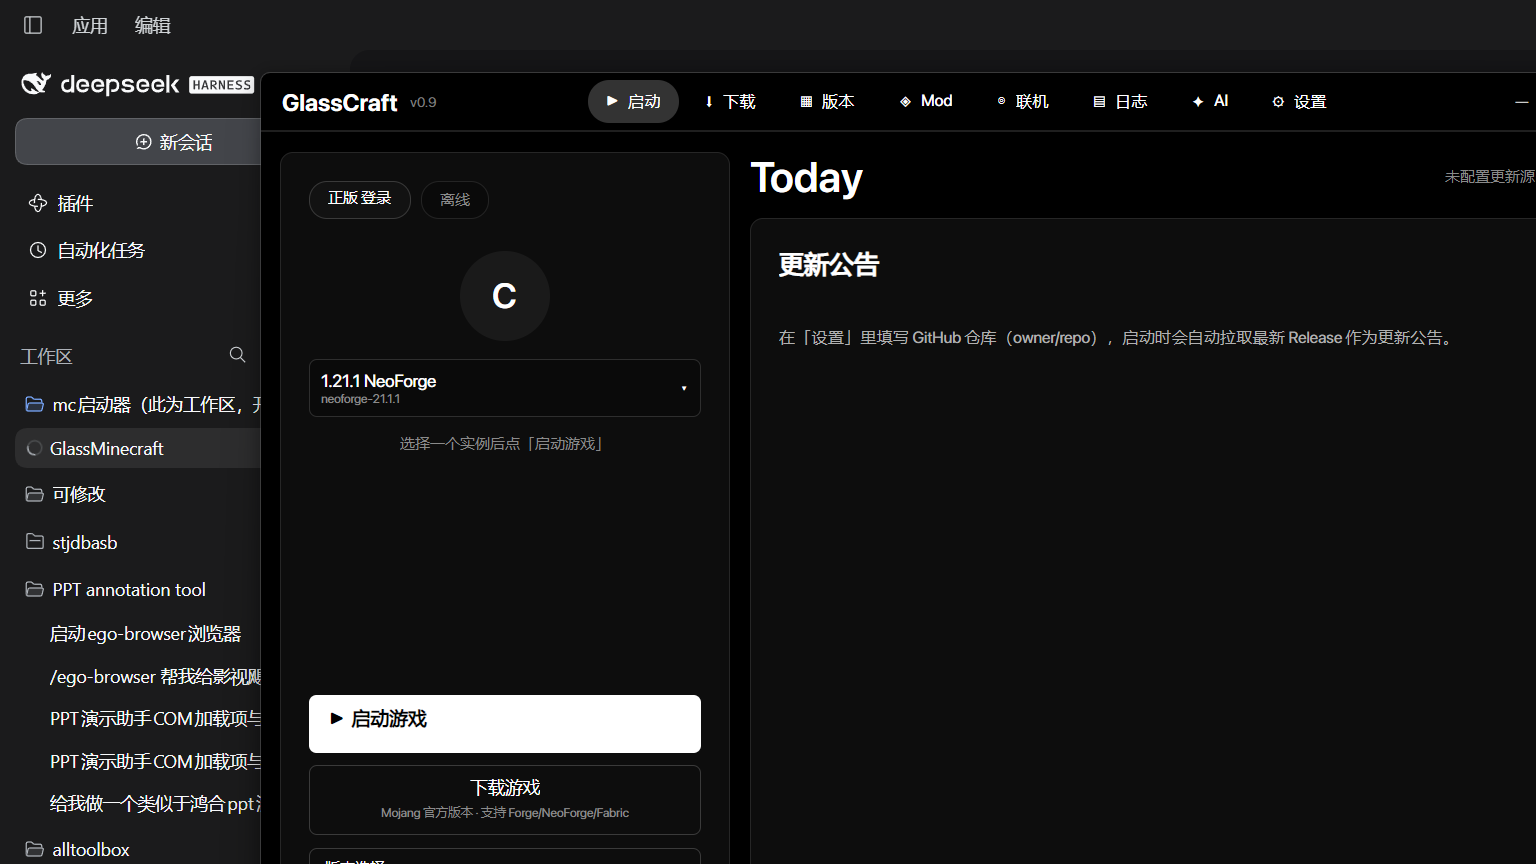 应用 编辑
deepseek HARNESS
新会话
插件
自动化任务
更多
工作区
mc启动器（此为工作区，
GlassMinecraft
可修改
stjdbasb
PPT annotation tool
启动ego-browser浏览器
/ego-browser 帮我给影视
PPT演示助手COM加载项与
PPT演示助手COM加载项与
给我做一个类似于鸿合ppt
alltoolbox
GlassCraft v0.9
启动 下载 版本 Mod 联机 日志 AI 设置
正版登录 离线
C
1.21.1 NeoForge
neoforge-21.1.1
选择一个实例后点「启动游戏」
启动游戏
下载游戏
Mojang 官方版本 · 支持 Forge/NeoForge/Fabric
版本选择
Today
未配置更新源
更新公告
在「设置」里填写 GitHub 仓库（owner/repo），启动时会自动拉取最新 Release 作为更新公告。